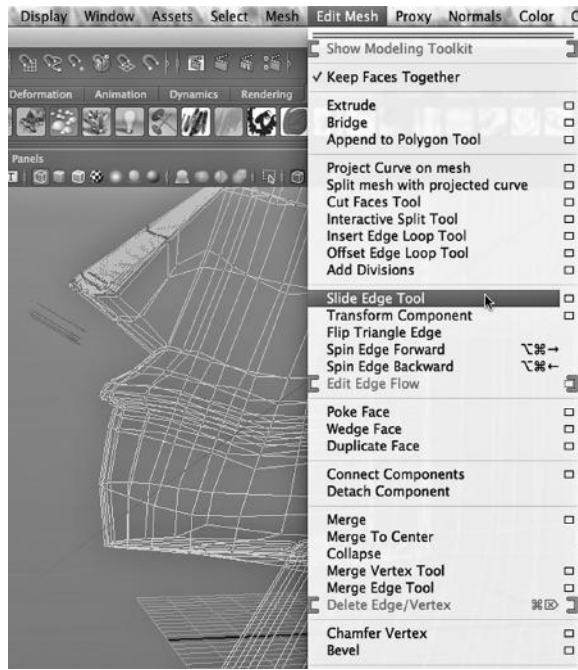 Display Window Assets Select Mesh Edit Mesh Proxy Normals Color
Show Modeling Toolkit
✓ Keep Faces Together
Extrude
Bridge
Append to Polygon Tool
Deformation Animation Dynamics Rendering
Panels
Project Curve on mesh
Split mesh with projected curve
Cut Faces Tool
Interactive Split Tool
Insert Edge Loop Tool
Offset Edge Loop Tool
Add Divisions
Slide Edge Tool
Transform Component
Flip Triangle Edge
Spin Edge Forward ⌥⌘→
Spin Edge Backward ⌥⌘←
Edit Edge Flow
Poke Face
Wedge Face
Duplicate Face
Connect Components
Detach Component
Merge
Merge To Center
Collapse
Merge Vertex Tool
Merge Edge Tool
Delete Edge/Vertex ⌘⌦
Chamfer Vertex
Bevel